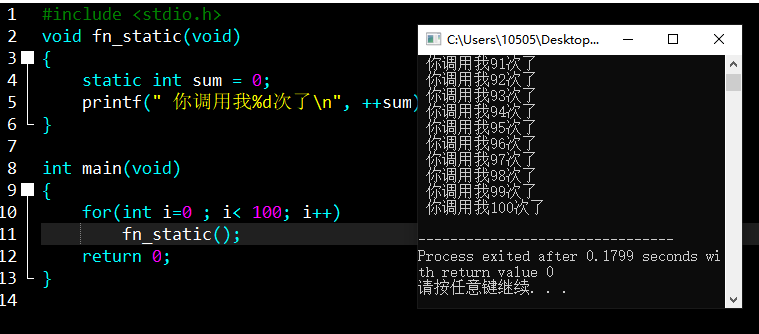 1 #include <stdio.h>
2 void fn_static(void)
3 {
4 static int sum = 0;
5 printf(" 你调用我%d次了\n", ++sum)
6 }
7
8 int main(void)
9 {
10 for(int i=0 ; i< 100; i++)
11 fn_static();
12 return 0;
13 }
14
C:\Users\10505\Desktop...
你调用我91次了
你调用我92次了
你调用我93次了
你调用我94次了
你调用我95次了
你调用我96次了
你调用我97次了
你调用我98次了
你调用我99次了
你调用我100次了
--------------------------------
Process exited after 0.1799 seconds wi
th return value 0
请按任意键继续. . .